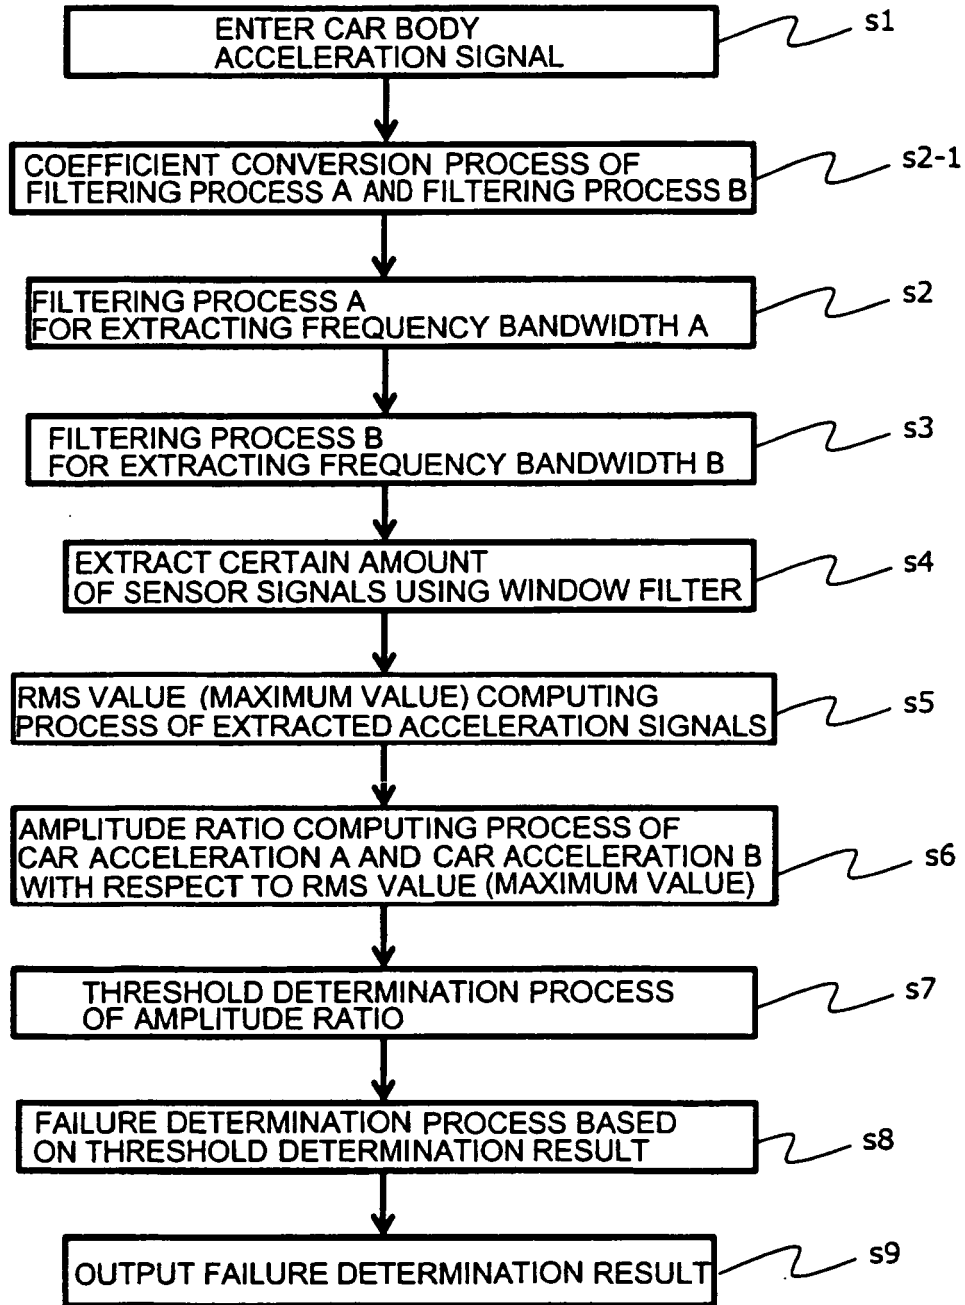 ENTER CAR BODY
ACCELERATION SIGNAL
s1
COEFFICIENT CONVERSION PROCESS OF
FILTERING PROCESS A AND FILTERING PROCESS B
s2-1
FILTERING PROCESS A
FOR EXTRACTING FREQUENCY BANDWIDTH A
s2
FILTERING PROCESS B
FOR EXTRACTING FREQUENCY BANDWIDTH B
s3
EXTRACT CERTAIN AMOUNT
OF SENSOR SIGNALS USING WINDOW FILTER
s4
RMS VALUE (MAXIMUM VALUE) COMPUTING
PROCESS OF EXTRACTED ACCELERATION SIGNALS
s5
AMPLITUDE RATIO COMPUTING PROCESS OF
CAR ACCELERATION A AND CAR ACCELERATION B
WITH RESPECT TO RMS VALUE (MAXIMUM VALUE)
s6
THRESHOLD DETERMINATION PROCESS
OF AMPLITUDE RATIO
s7
FAILURE DETERMINATION PROCESS BASED
ON THRESHOLD DETERMINATION RESULT
s8
OUTPUT FAILURE DETERMINATION RESULT
s9